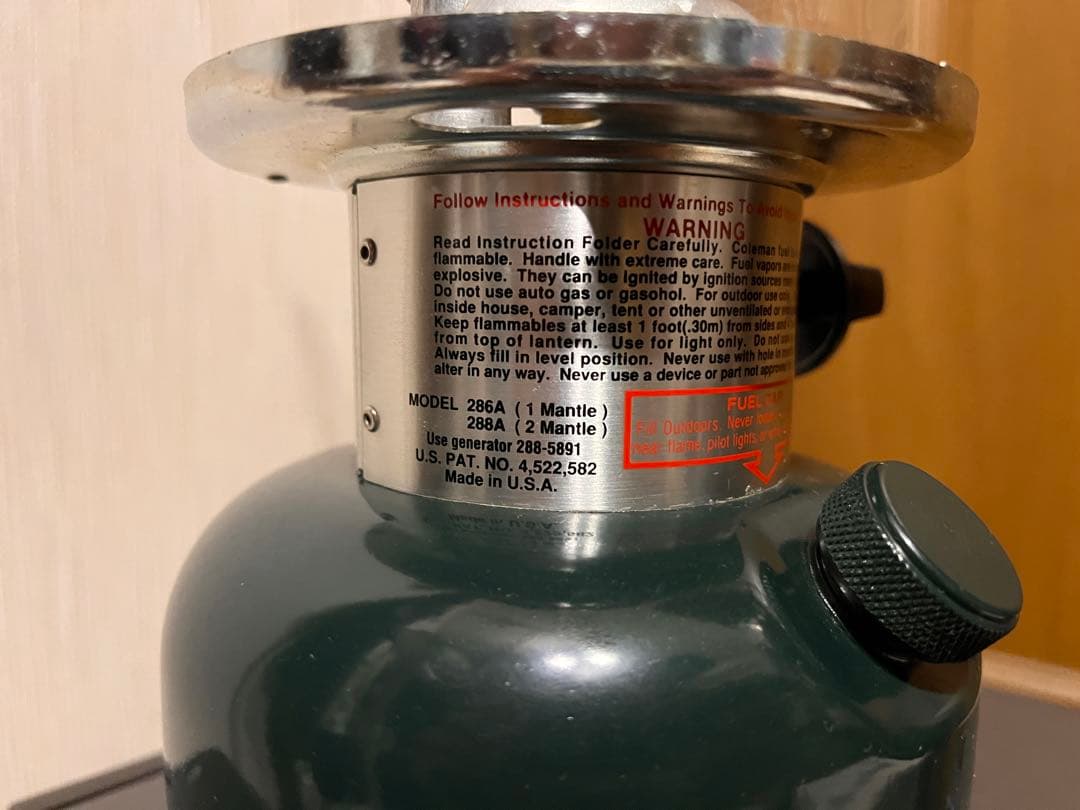 Follow Instructions and Warnings To Avoid
WARNING
Read Instruction Folder Carefully. Coleman fuel
flammable. Handle with extreme care. Fuel vapors are
explosive. They can be ignited by ignition sources
Do not use auto gas or gasohol. For outdoor use only.
inside house, camper, tent or other unventilated or
Keep flammables at least 1 foot(.30m) from sides and
from top of lantern. Use for light only. Do not
Always fill in level position. Never use with hole in
alter in any way. Never use a device or part not
MODEL 286A ( 1 Mantle )
288A ( 2 Mantle )
Use generator 288-5891
U.S. PAT. NO. 4,522,582
Made in U.S.A.
FUEL
Fill Outdoors. Never
near flame, pilot lights,